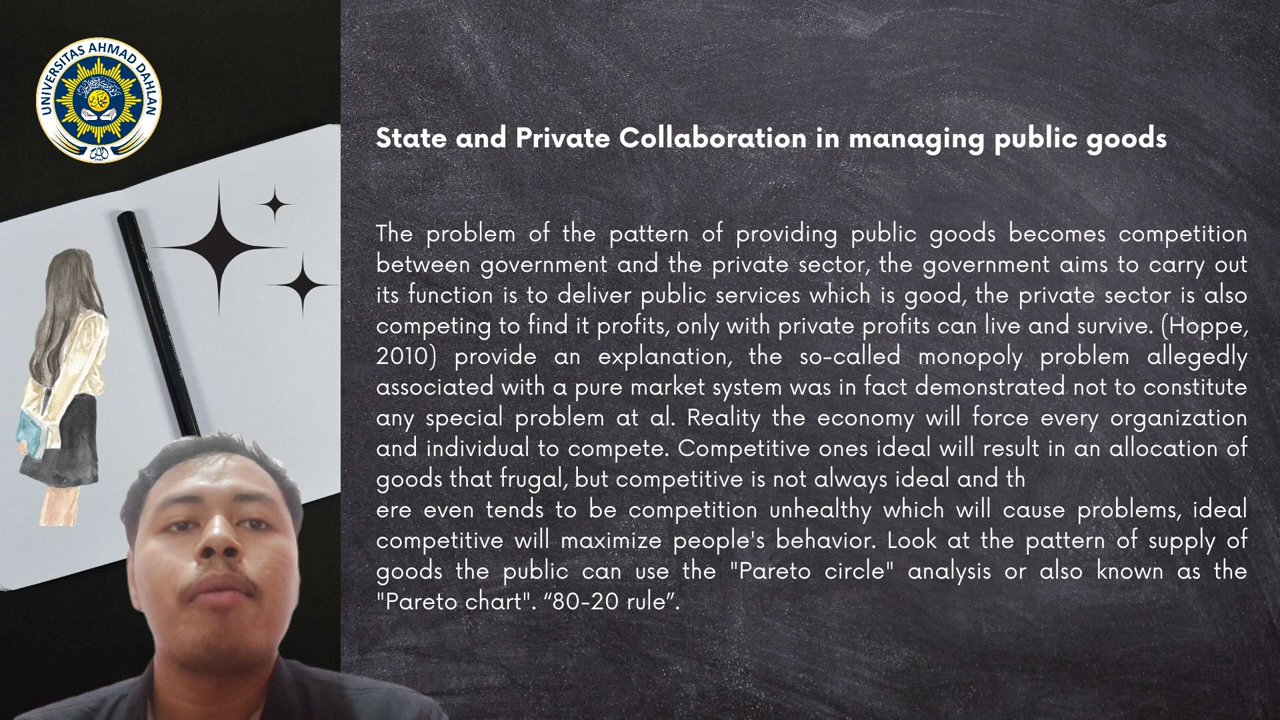 UNIVERSITAS AHMAD DAHLAN
State and Private Collaboration in managing public goods
The problem of the pattern of providing public goods becomes competition
between government and the private sector, the government aims to carry out
its function is to deliver public services which is good, the private sector is also
competing to find it profits, only with private profits can live and survive. (Hoppe,
2010) provide an explanation, the so-called monopoly problem allegedly
associated with a pure market system was in fact demonstrated not to constitute
any special problem at al. Reality the economy will force every organization
and individual to compete. Competitive ones ideal will result in an allocation of
goods that frugal, but competitive is not always ideal and th
ere even tends to be competition unhealthy which will cause problems, ideal
competitive will maximize people's behavior. Look at the pattern of supply of
goods the public can use the "Pareto circle" analysis or also known as the
"Pareto chart". “80-20 rule”.